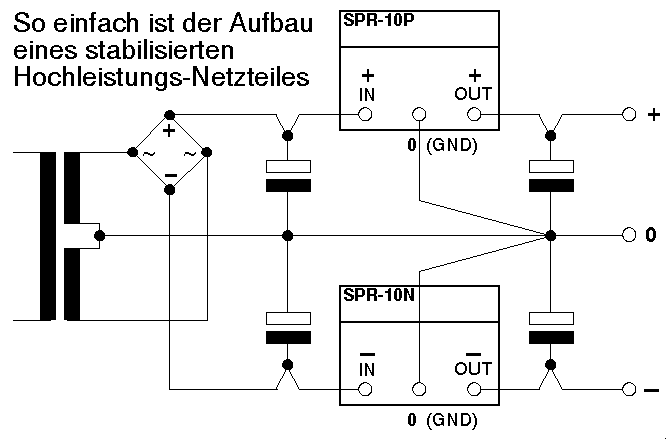 So einfach ist der Aufbau
eines stabilisierten
Hochleistungs-Netzteiles
SPR-10P
+ +
IN OUT
0 (GND)
+
+
~ ~
−
0
SPR-10N
− −
IN OUT
0 (GND)
−